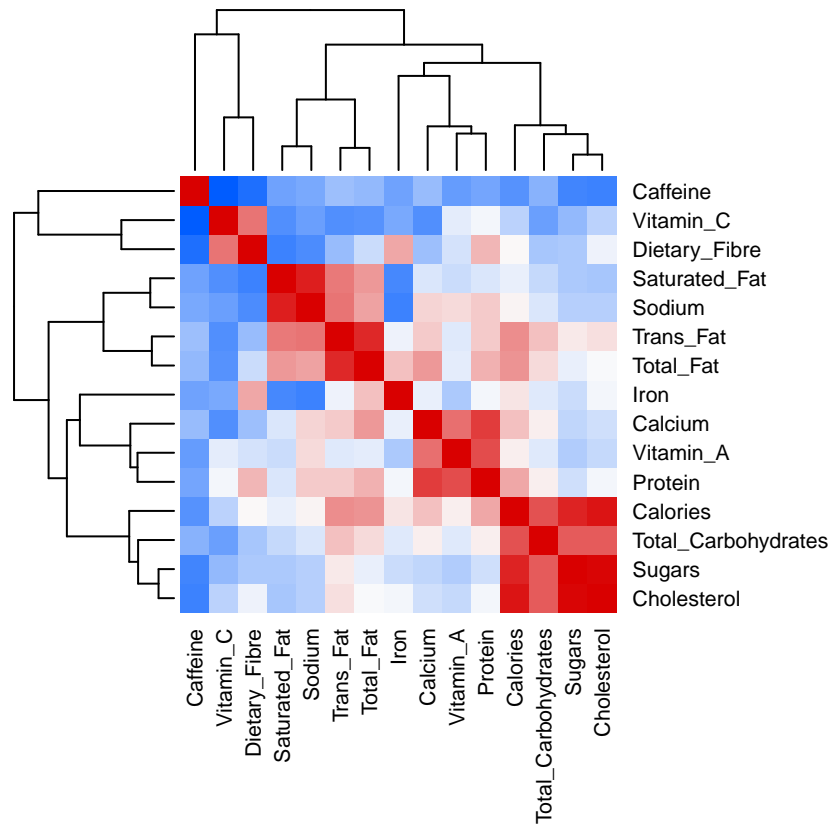 Caffeine
Vitamin_C
Dietary_Fibre
Saturated_Fat
Sodium
Trans_Fat
Total_Fat
Iron
Calcium
Vitamin_A
Protein
Calories
Total_Carbohydrates
Sugars
Cholesterol
Caffeine
Vitamin_C
Dietary_Fibre
Saturated_Fat
Sodium
Trans_Fat
Total_Fat
Iron
Calcium
Vitamin_A
Protein
Calories
Total_Carbohydrates
Sugars
Cholesterol